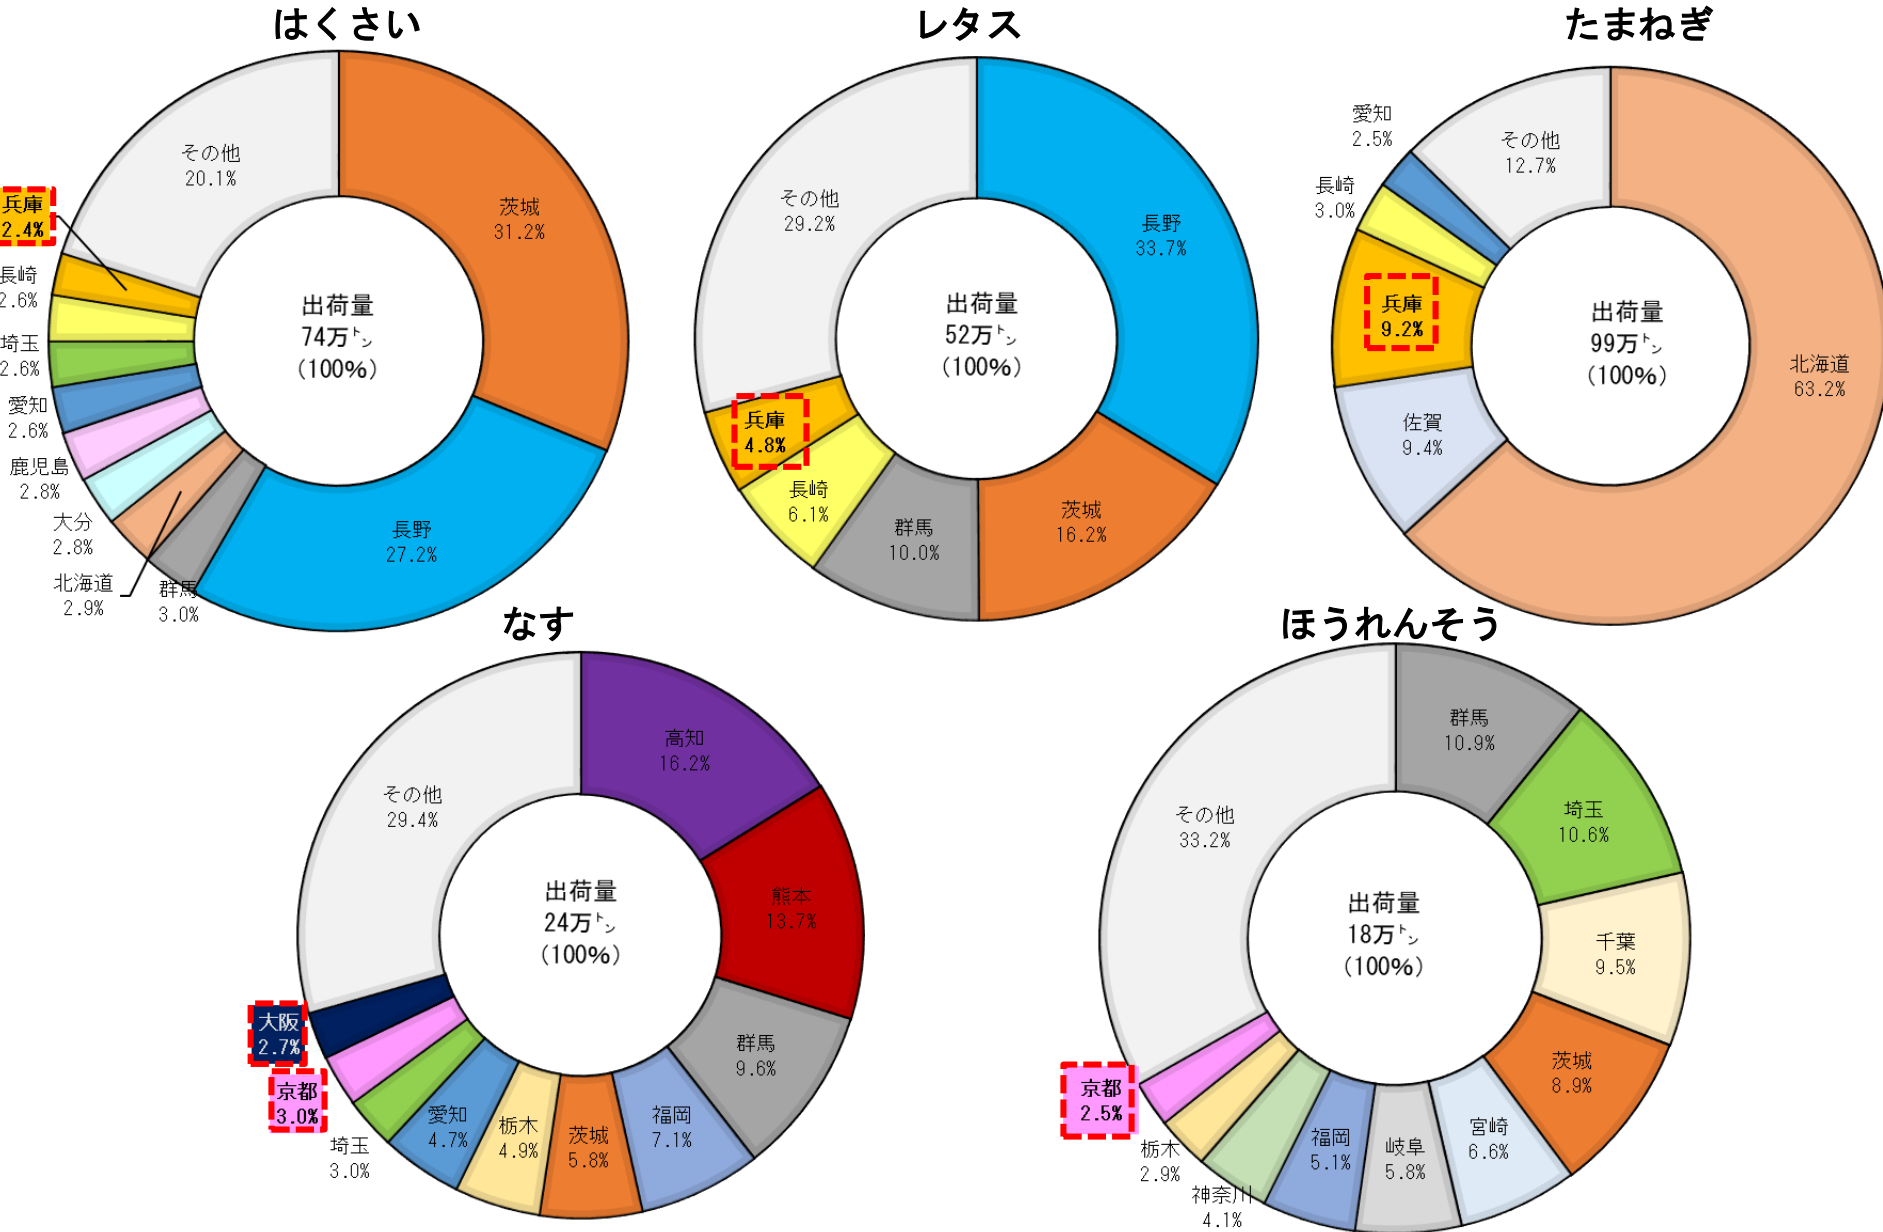 はくさい
その他
20.1%
茨城
31.2%
兵庫
2.4%
長崎
2.6%
埼玉
2.6%
愛知
2.6%
鹿児島
2.8%
大分
2.8%
北海道
2.9%
群馬
3.0%
長野
27.2%
出荷量
74万㌧
(100%)
レタス
その他
29.2%
長野
33.7%
兵庫
4.8%
長崎
6.1%
群馬
10.0%
茨城
16.2%
出荷量
52万㌧
(100%)
たまねぎ
愛知
2.5%
その他
12.7%
長崎
3.0%
兵庫
9.2%
佐賀
9.4%
北海道
63.2%
出荷量
99万㌧
(100%)
なす
その他
29.4%
高知
16.2%
熊本
13.7%
群馬
9.6%
福岡
7.1%
茨城
5.8%
栃木
4.9%
愛知
4.7%
埼玉
3.0%
京都
3.0%
大阪
2.7%
出荷量
24万㌧
(100%)
ほうれんそう
その他
33.2%
群馬
10.9%
埼玉
10.6%
千葉
9.5%
茨城
8.9%
宮崎
6.6%
岐阜
5.8%
福岡
5.1%
神奈川
4.1%
栃木
2.9%
京都
2.5%
出荷量
18万㌧
(100%)